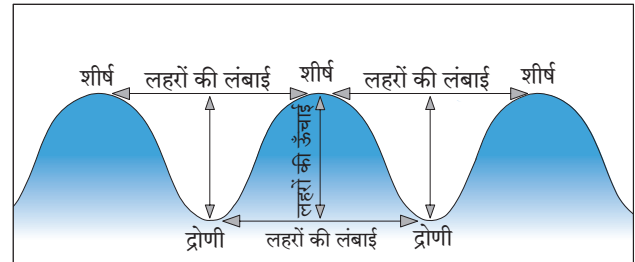 शीर्ष लहरों की लंबाई शीर्ष लहरों की लंबाई शीर्ष
लहरों की ऊँचाई
द्रोणी लहरों की लंबाई द्रोणी